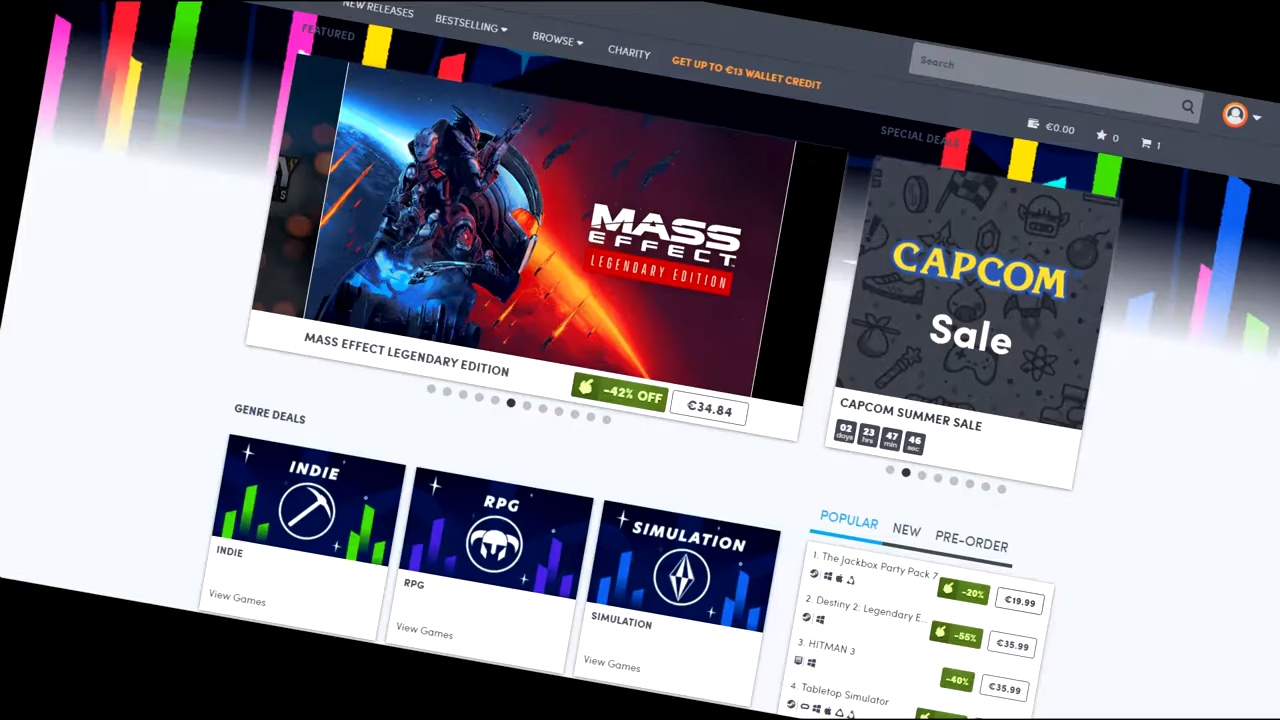 NEW RELEASES
BESTSELLING
BROWSE
CHARITY
GET UP TO €13 WALLET CREDIT
Search
€0.00
0
1
FEATURED
MASS
EFFECT
LEGENDARY EDITION
MASS EFFECT LEGENDARY EDITION
-42% OFF
€34.84
SPECIAL DEALS
CAPCOM
Sale
CAPCOM SUMMER SALE
02 days 23 hrs 47 min 46 sec
GENRE DEALS
INDIE
INDIE
View Games
RPG
RPG
View Games
SIMULATION
SIMULATION
View Games
POPULAR NEW PRE-ORDER
1. The Jackbox Party Pack 7
-20% €19.99
2. Destiny 2: Legendary E...
-55% €35.99
3. HITMAN 3
-40% €35.99
4. Tabletop Simulator